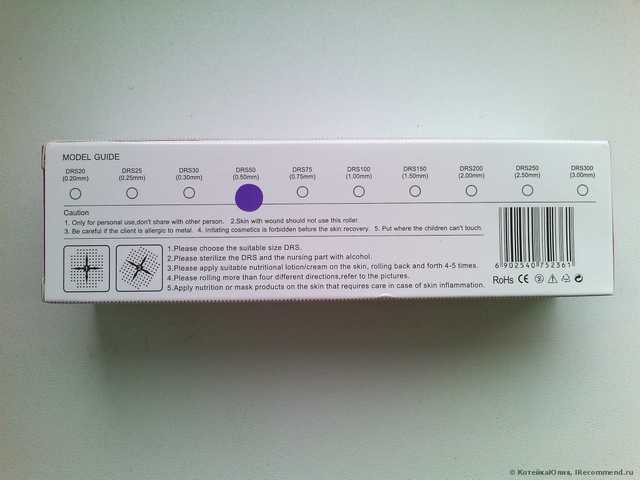 MODEL GUIDE
DRS20 DRS25 DRS30 DRS50 DRS75 DRS100 DRS150 DRS200 DRS250 DRS300
(0.20mm) (0.25mm) (0.30mm) (0.50mm) (0.75mm) (1.00mm) (1.50mm) (2.00mm) (2.50mm) (3.00mm)
Caution
1. Only for personal use,don't share with other person. 2.Skin with wound should not use this roller.
3. Be careful if the client is allergic to metal. 4. Irritating cosmetics is forbidden before the skin recovery. 5. Put where the children can't touch.
1.Please choose the suitable size DRS.
2.Please sterilize the DRS and the nursing part with alcohol.
3.Please apply suitable nutritional lotion/cream on the skin, rolling back and forth 4-5 times.
4.Please rolling more than four different directions,refer to the pictures.
5.Apply nutrition or mask products on the skin that requires care in case of skin inflammation.
6 902540 752361
RoHS CE
© КотейкаЮлия, IRecommend.ru